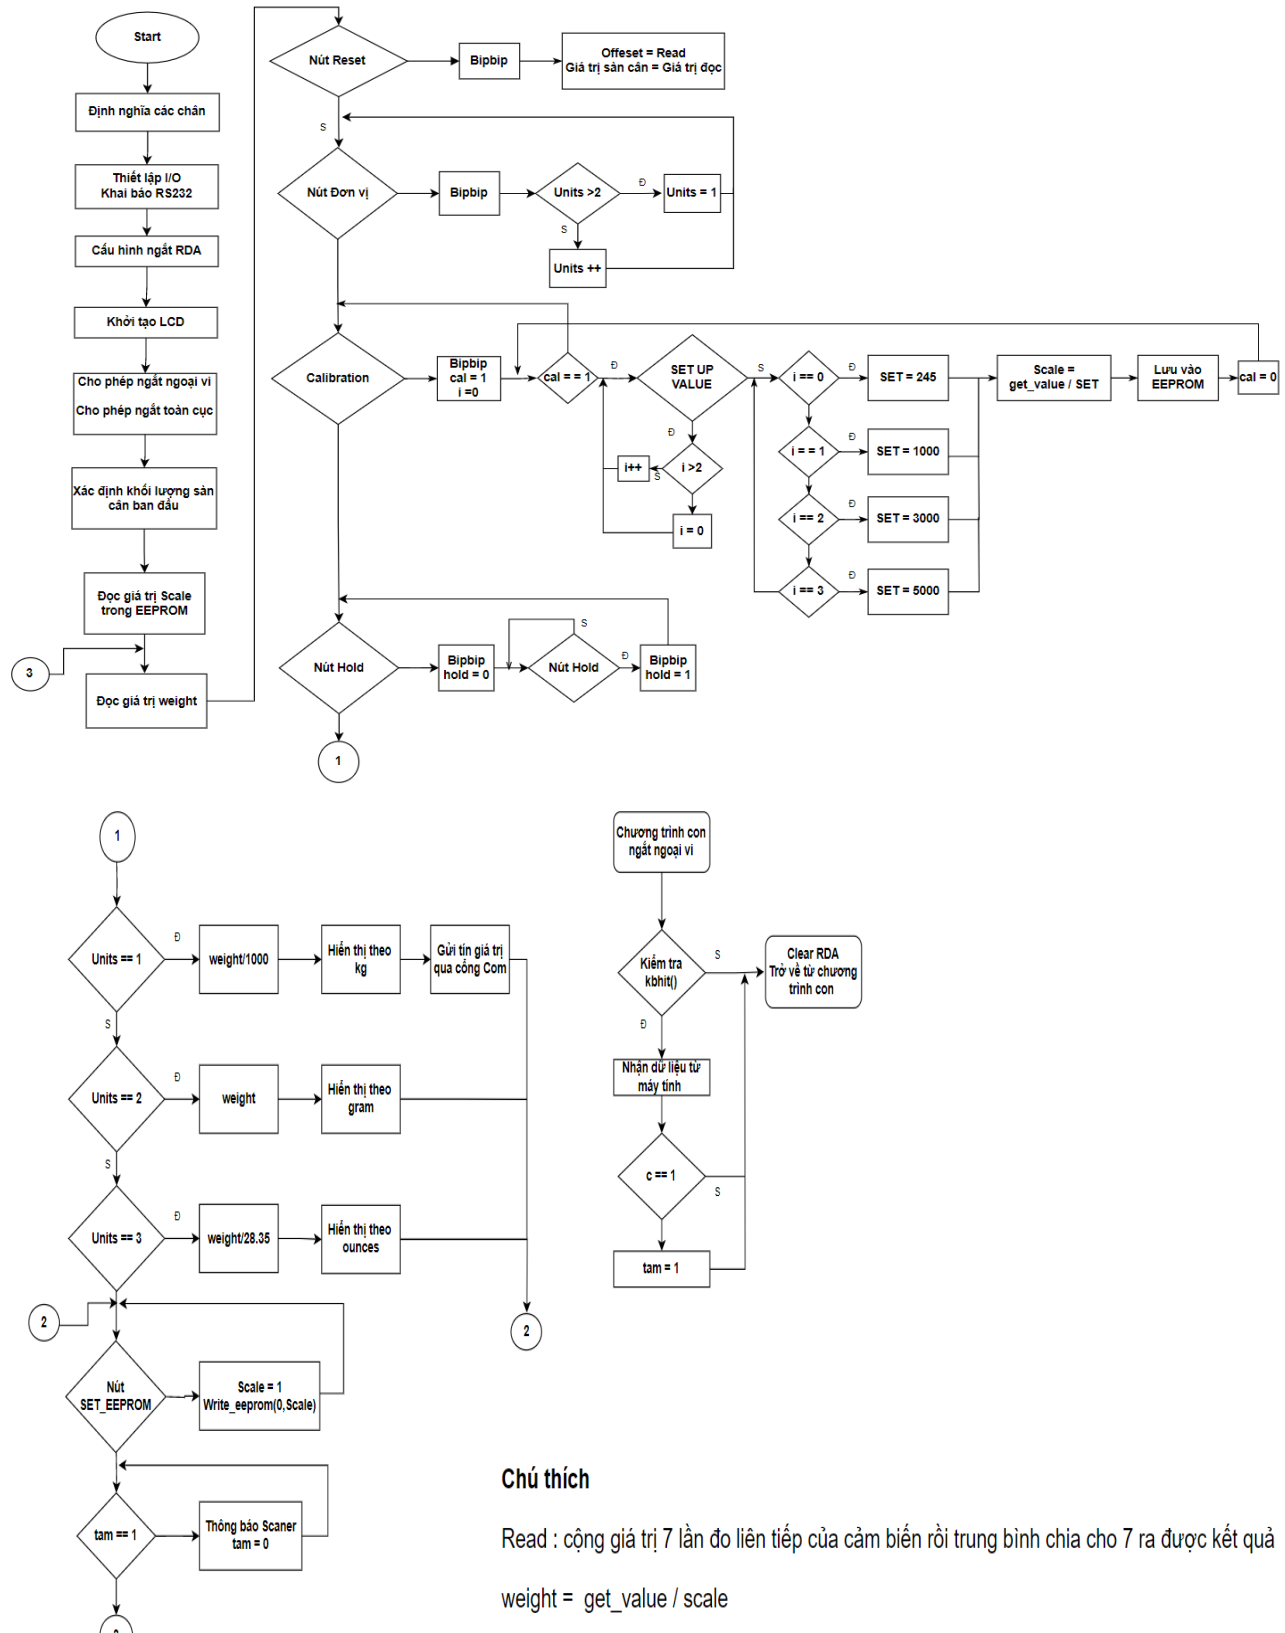 Start
Định nghĩa các chân
Thiết lập I/O
Khai báo RS232
Cấu hình ngắt RDA
Khởi tạo LCD
Cho phép ngắt ngoại vi
Cho phép ngắt toàn cục
Xác định khối lượng sàn
cân ban đầu
Đọc giá trị Scale
trong EEPROM
3
Đọc giá trị weight
Nút Reset
Bipbip
Offeset = Read
Giá trị sàn cân = Giá trị đọc
S
Nút Đơn vị
Bipbip
Units >2
Đ
Units = 1
S
Units ++
Calibration
Bipbip
cal = 1
i =0
cal = = 1
Đ
SET UP
VALUE
S
Đ
i >2
S
i++
i = 0
i == 0
Đ
SET = 245
i = = 1
Đ
SET = 1000
i == 2
Đ
SET = 3000
i == 3
Đ
SET = 5000
Scale =
get_value / SET
Lưu vào
EEPROM
cal = 0
Nút Hold
Bipbip
hold = 0
S
Nút Hold
Đ
Bipbip
hold = 1
1
1
Units == 1
Đ
weight/1000
Hiển thị theo
kg
Gửi tín giá trị
qua cổng Com
S
Units == 2
Đ
weight
Hiển thị theo
gram
S
Units == 3
Đ
weight/28.35
Hiển thị theo
ounces
2
2
Nút
SET_EEPROM
Scale = 1
Write_eeprom(0,Scale)
tam == 1
Thông báo Scaner
tam = 0
Chương trình con
ngắt ngoại vi
Kiểm tra
kbhit()
S
Clear RDA
Trở về từ chương
trình con
Đ
Nhận dữ liệu từ
máy tính
c == 1
S
tam = 1
Chú thích
Read : cộng giá trị 7 lần đo liên tiếp của cảm biến rồi trung bình chia cho 7 ra được kết quả
weight = get_value / scale